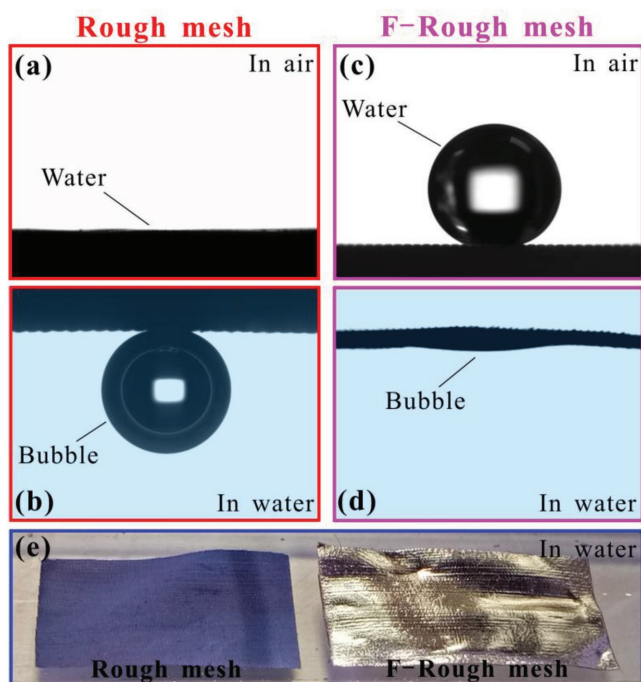 Rough mesh
F-Rough mesh
(a)
In air
Water
(c)
In air
Water
Bubble
(b)
In water
Bubble
(d)
In water
(e)
In water
Rough mesh
F-Rough mesh